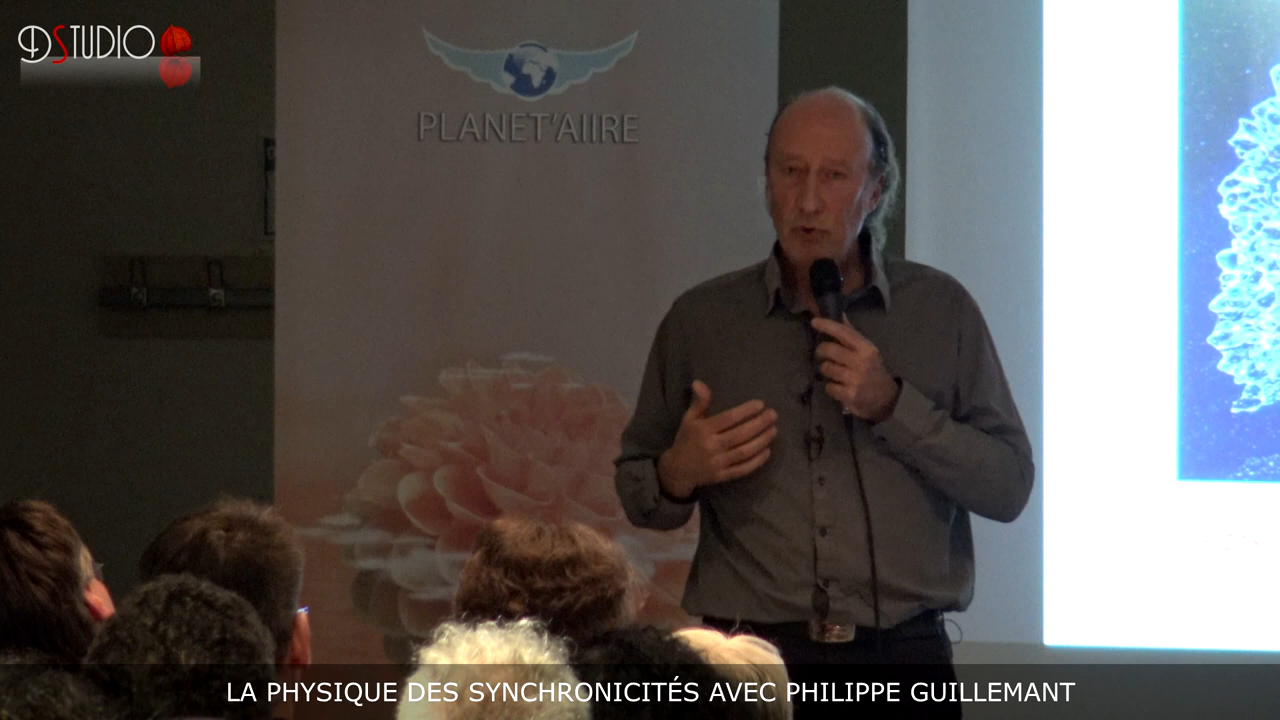 DSTUDIO
PLANET'AIIRE
LA PHYSIQUE DES SYNCHRONICITÉS AVEC PHILIPPE GUILLEMANT